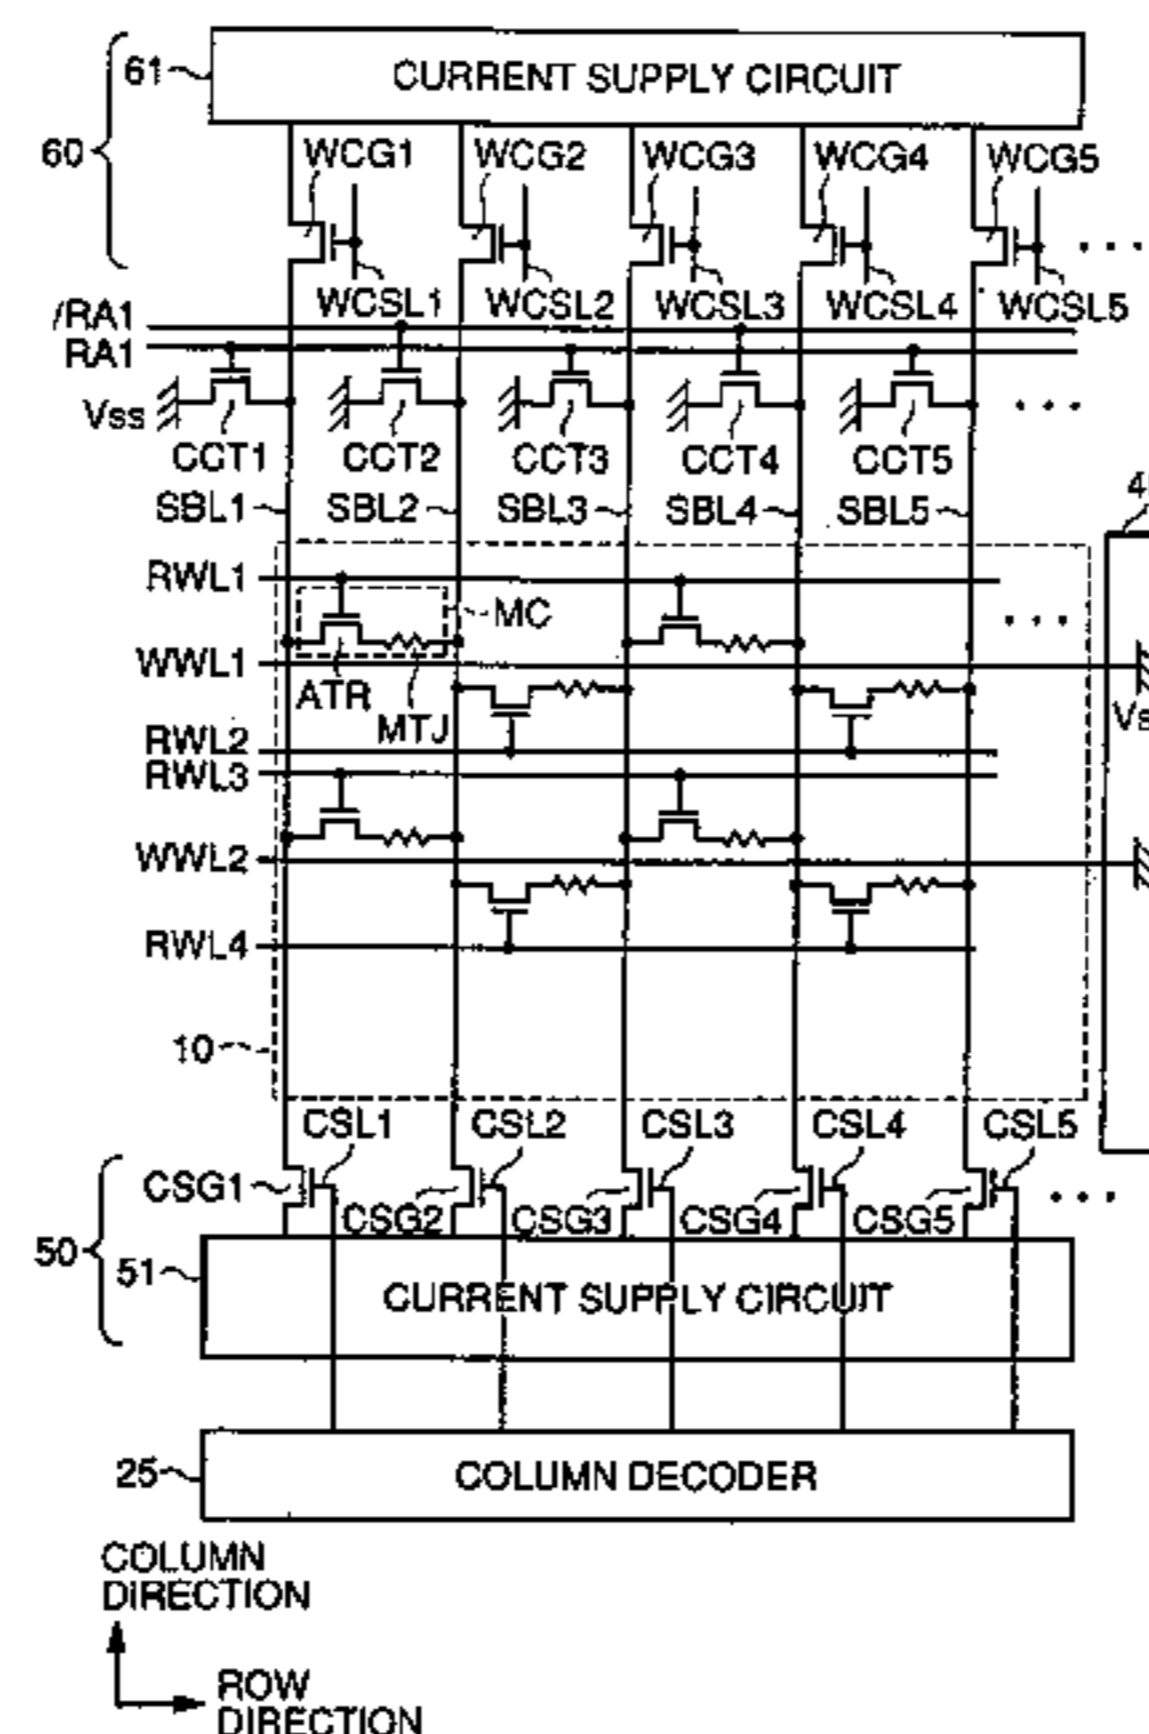 61
CURRENT SUPPLY CIRCUIT
60
WCG1 WCG2 WCG3 WCG4 WCG5
. . .
WCSL1 WCSL2 WCSL3 WCSL4 WCSL5
/RA1
RA1
Vss
. . .
CCT1 CCT2 CCT3 CCT4 CCT5
SBL1 SBL2 SBL3 SBL4 SBL5
RWL1
MC
. . .
WWL1
ATR
MTJ
RWL2
RWL3
WWL2
RWL4
10
CSL1 CSL2 CSL3 CSL4 CSL5
CSG1 CSG2 CSG3 CSG4 CSG5
. . .
50
51
CURRENT SUPPLY CIRCUIT
25
COLUMN DECODER
COLUMN
DIRECTION
ROW
DIRECTION